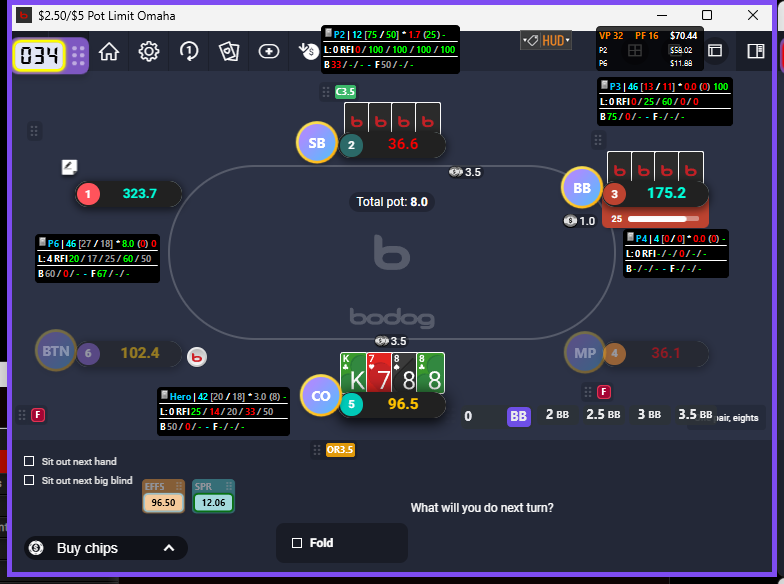 $2.50/$5 Pot Limit Omaha
034
P2 | 12 [75 / 50] * 1.7 (25) -
L: 0 RFI 0 / 100 / 100 / 100 / 100
B 33 / - / - F 50 / - / -
HUD
VP 32 PF 16 $70.44
P2 $58.02
P6 $11.88
P3 | 46 [13 / 11] * 0.0 (0) 100
L: 0 RFI 0 / 25 / 60 / 0 / 0
B 75 / 0 / - - F - / - / -
C3.5
SB
2 36.6
3.5
BB
3 175.2
25
1.0
1 323.7
Total pot: 8.0
P6 | 46 [27 / 18] * 8.0 (0) 0
L: 4 RFI 20 / 17 / 25 / 60 / 50
B 60 / 0 / - - F 67 / - / -
P4 | 4 [0 / 0] * 0.0 (0) -
L: 0 RFI - / - / 0 / - / -
B - / - / - F - / - / -
b
bodog
3.5
BTN
6 102.4
b
K K 7 7 8 8 8 8
MP
4 36.1
CO
5 96.5
F
Hero | 42 [20 / 18] * 3.0 (8) -
L: 0 RFI 25 / 14 / 20 / 33 / 50
B 50 / 0 / - - F - / - / -
F
0 BB 2 BB 2.5 BB 3 BB 3.5 BB pair, eights
OR3.5
Sit out next hand
Sit out next big blind
EFFS SPR
96.50 12.06
What will you do next turn?
Buy chips
Fold